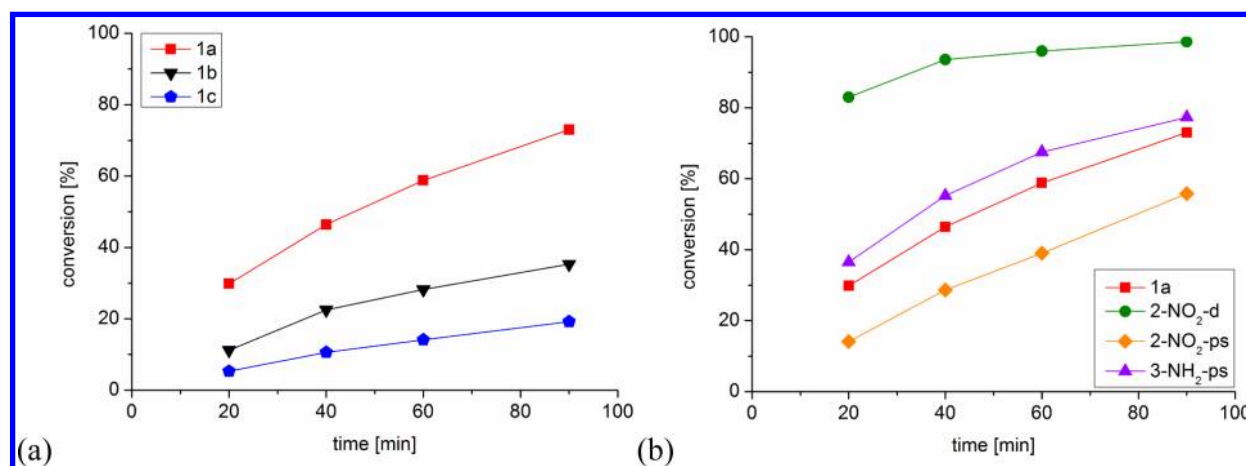 100
80
60
40
20
0
conversion [%]
1a
1b
1c
0 20 40 60 80 100
time [min]
(a)
100
80
60
40
20
0
conversion [%]
1a
2-NO₂-d
2-NO₂-ps
3-NH₂-ps
0 20 40 60 80 100
time [min]
(b)